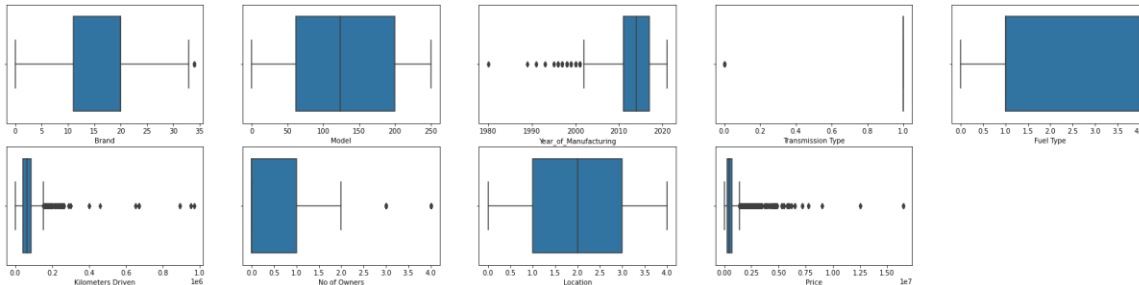 0 5 10 15 20 25 30 35
Brand
0 50 100 150 200 250
Model
1980 1990 2000 2010 2020
Year_of_Manufacturing
0.0 0.2 0.4 0.6 0.8 1.0
Transmission Type
0.0 0.5 1.0 1.5 2.0 2.5 3.0 3.5 4.0
Fuel Type
0.0 0.2 0.4 0.6 0.8 1.0
1e6
Kilometers Driven
0.0 0.5 1.0 1.5 2.0 2.5 3.0 3.5 4.0
No of Owners
0.0 0.5 1.0 1.5 2.0 2.5 3.0 3.5 4.0
Location
0.00 0.25 0.50 0.75 1.00 1.25 1.50
1e7
Price